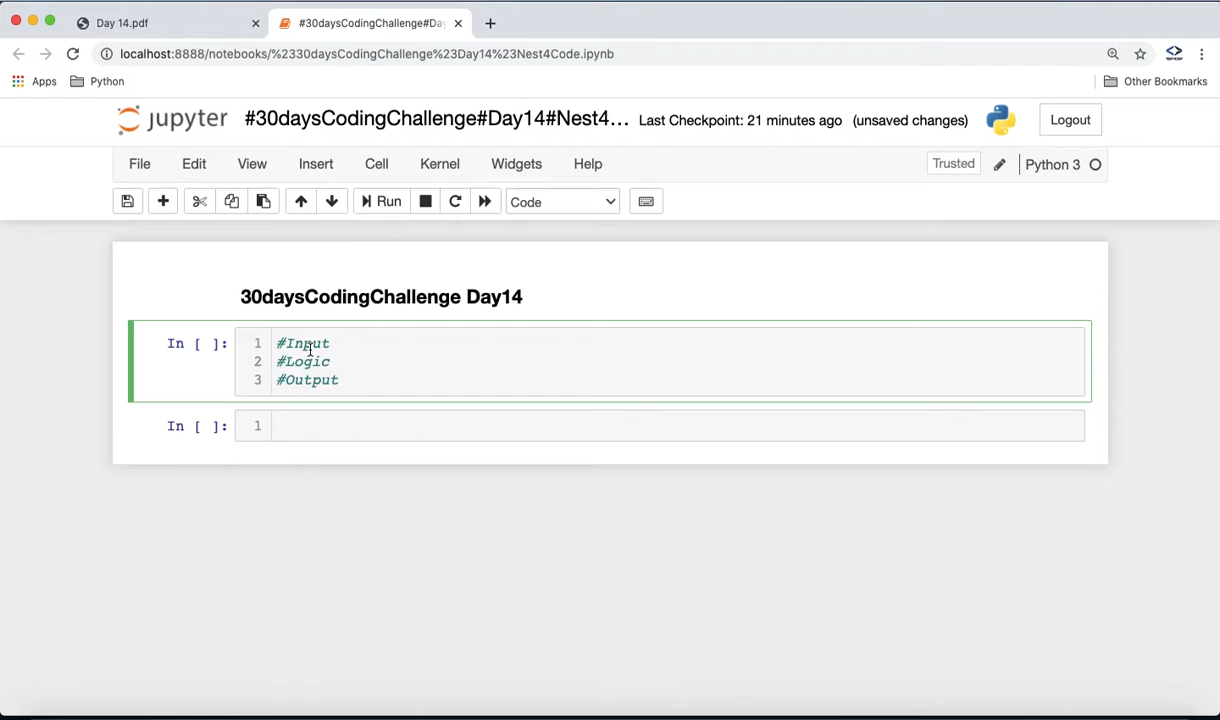 Day 14.pdf
#30daysCodingChallenge#Day
localhost:8888/notebooks/%2330daysCodingChallenge%23Day14%23Nest4Code.ipynb
Apps Python Other Bookmarks
jupyter #30daysCodingChallenge#Day14#Nest4... Last Checkpoint: 21 minutes ago (unsaved changes) Logout
File Edit View Insert Cell Kernel Widgets Help Trusted Python 3
Run Code
30daysCodingChallenge Day14
In [ ]: 1 #Input
2 #Logic
3 #Output
In [ ]: 1